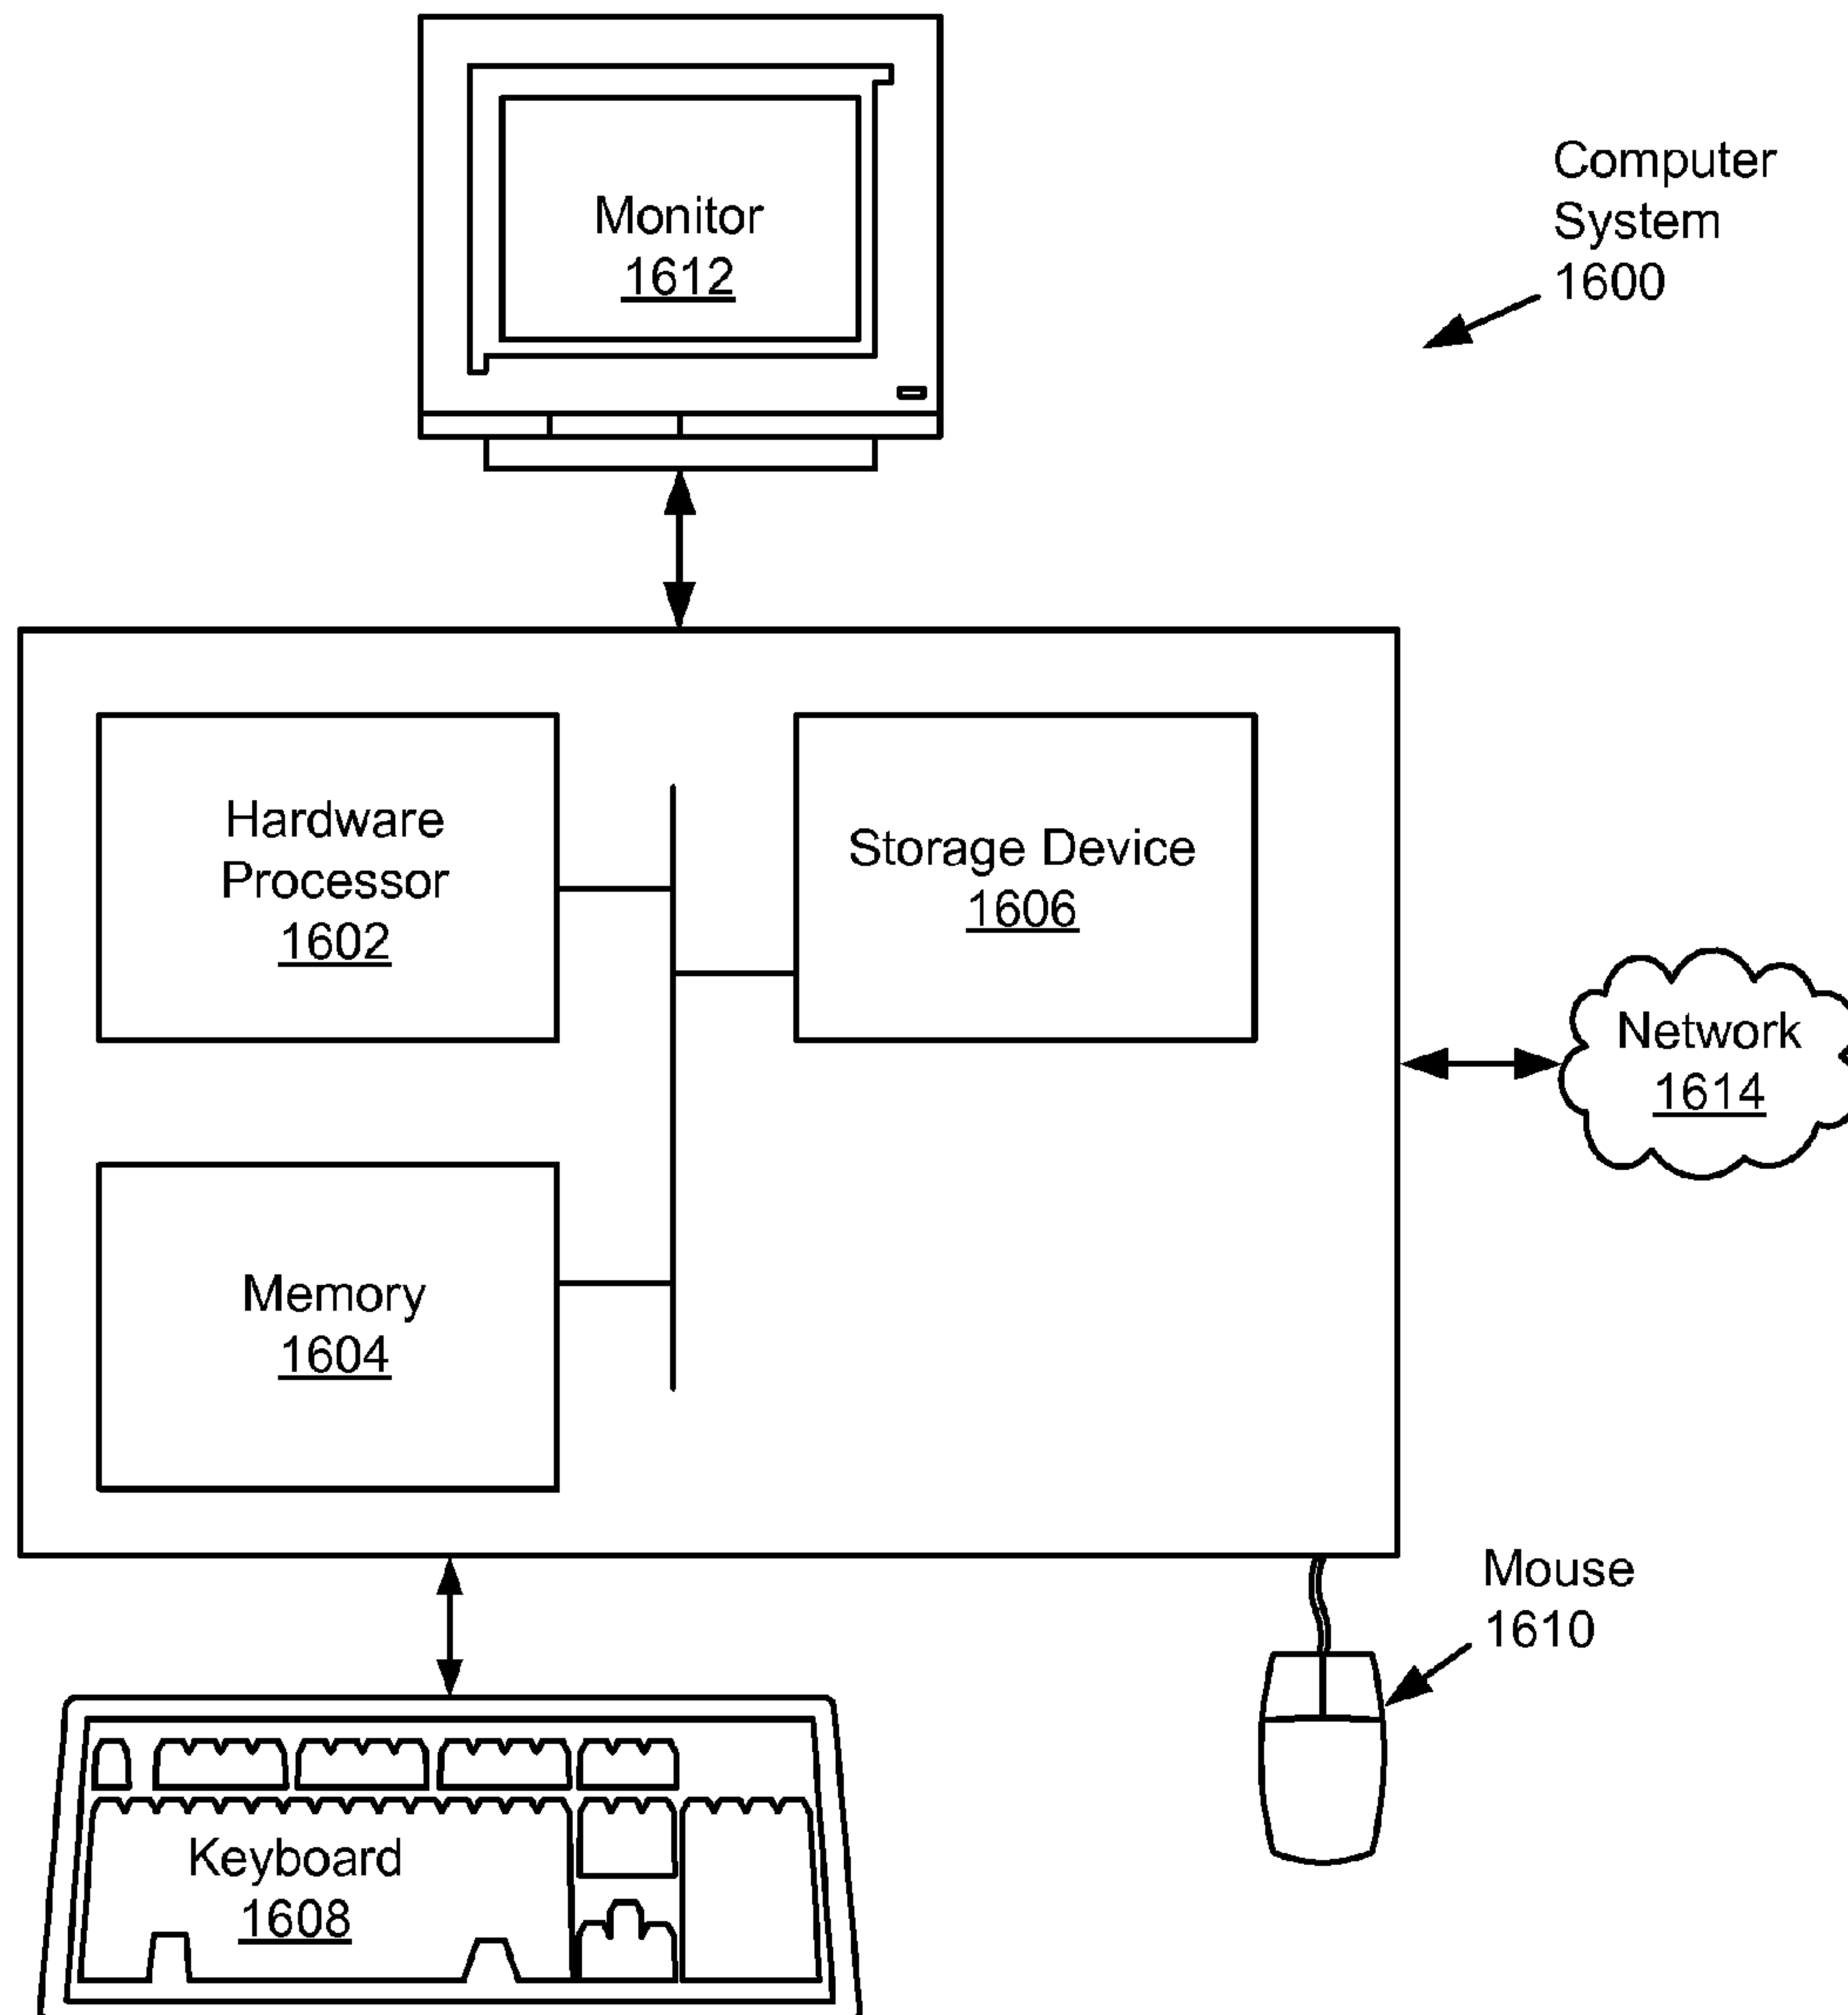 Monitor
1612
Computer
System
1600
Hardware
Processor
1602
Storage Device
1606
Network
1614
Memory
1604
Mouse
1610
Keyboard
1608